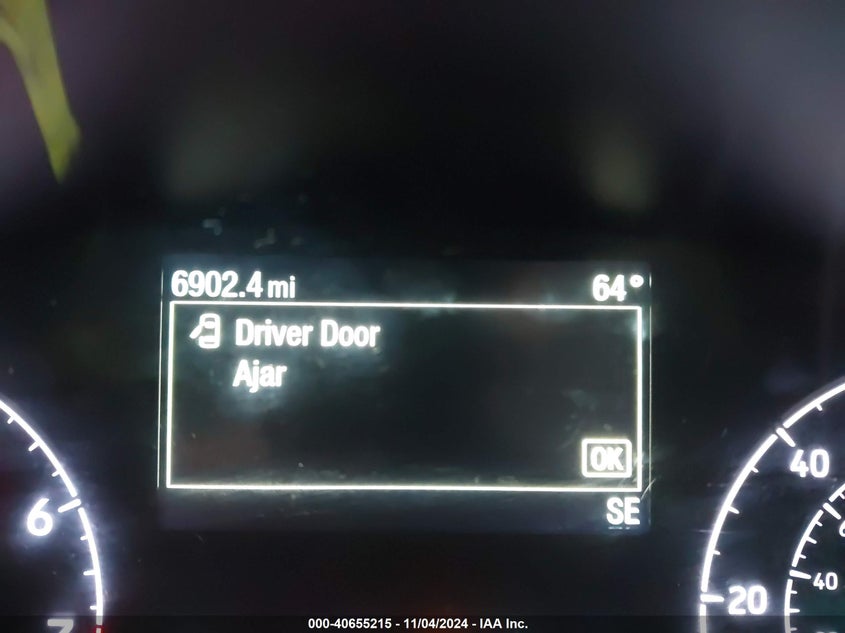 6902.4 mi 64°
Driver Door
Ajar
OK
SE
6
7
40
20
40
000-40655215 - 11/04/2024 - IAA Inc.